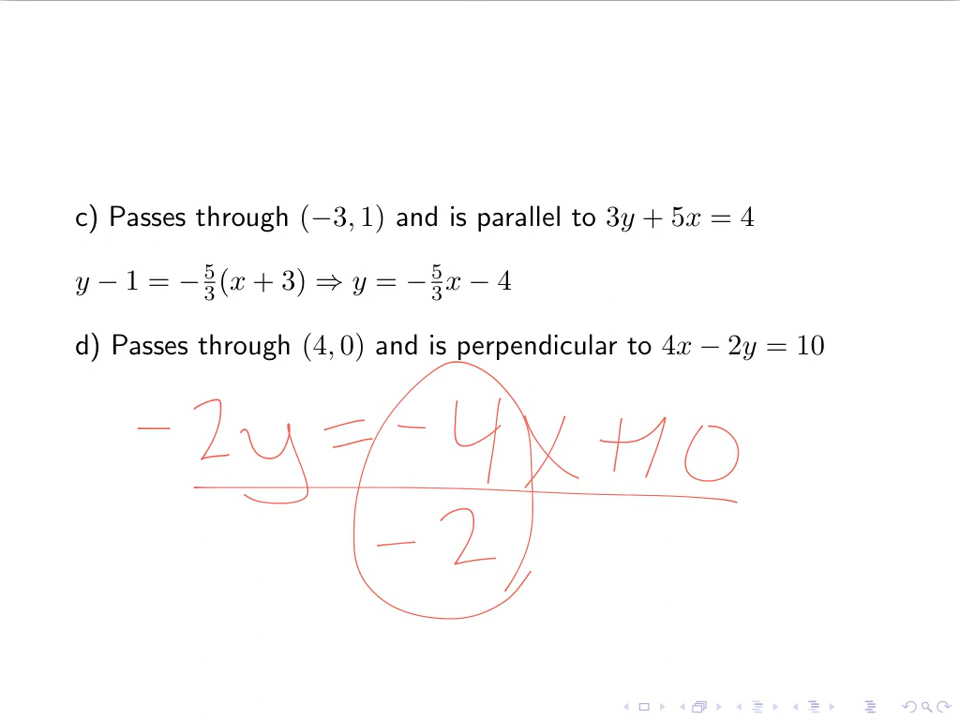 c) Passes through (−3, 1) and is parallel to 3y + 5x = 4
y − 1 = −5/3(x + 3) ⇒ y = −5/3x − 4
d) Passes through (4, 0) and is perpendicular to 4x − 2y = 10
−2y = −4x +10
−2